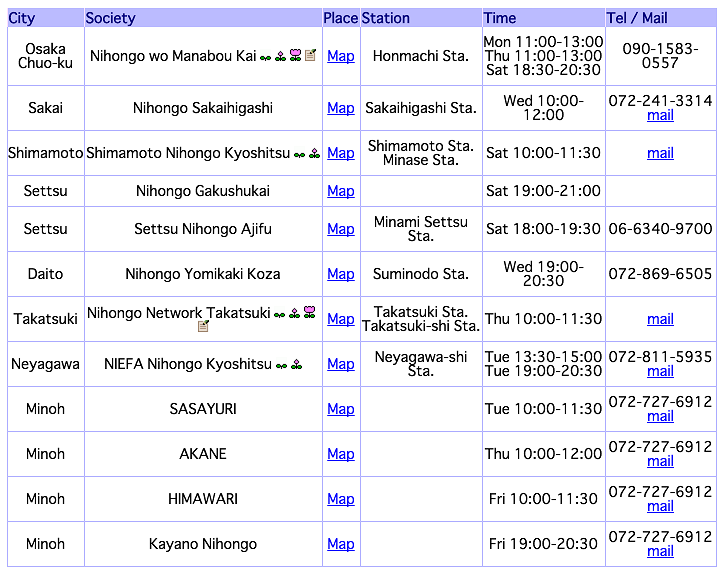 City Society Place Station Time Tel / Mail
Osaka Chuo-ku Nihongo wo Manabou Kai Map Honmachi Sta. Mon 11:00-13:00 Thu 11:00-13:00 Sat 18:30-20:30 090-1583-0557
Sakai Nihongo Sakaihigashi Map Sakaihigashi Sta. Wed 10:00-12:00 072-241-3314 mail
Shimamoto Shimamoto Nihongo Kyoshitsu Map Shimamoto Sta. Minase Sta. Sat 10:00-11:30 mail
Settsu Nihongo Gakushukai Map Sat 19:00-21:00
Settsu Settsu Nihongo Ajifu Map Minami Settsu Sta. Sat 18:00-19:30 06-6340-9700
Daito Nihongo Yomikaki Koza Map Suminodo Sta. Wed 19:00-20:30 072-869-6505
Takatsuki Nihongo Network Takatsuki Map Takatsuki Sta. Takatsuki-shi Sta. Thu 10:00-11:30 mail
Neyagawa NIEFA Nihongo Kyoshitsu Map Neyagawa-shi Sta. Tue 13:30-15:00 Tue 19:00-20:30 072-811-5935 mail
Minoh SASAYURI Map Tue 10:00-11:30 072-727-6912 mail
Minoh AKANE Map Thu 10:00-12:00 072-727-6912 mail
Minoh HIMAWARI Map Fri 10:00-11:30 072-727-6912 mail
Minoh Kayano Nihongo Map Fri 19:00-20:30 072-727-6912 mail